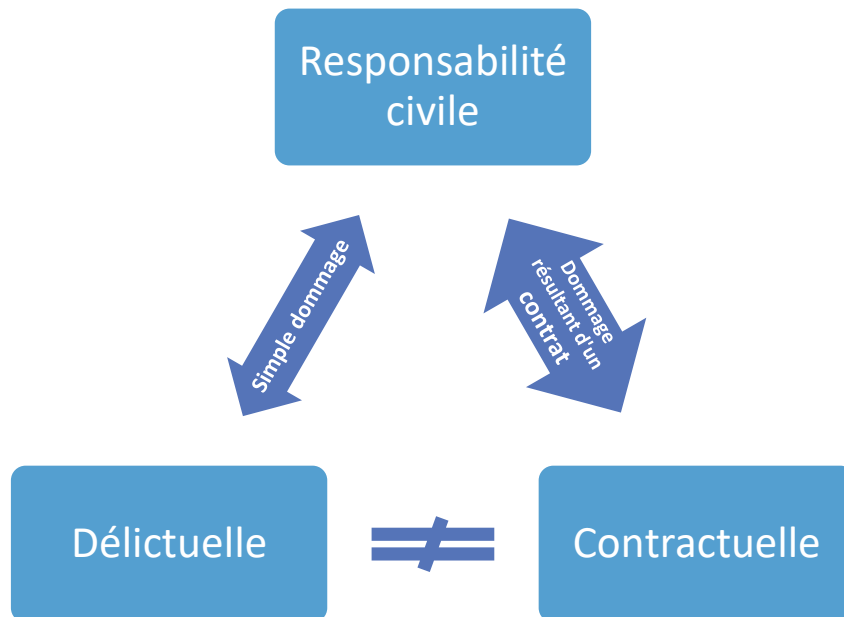 Responsabilité
civile
Simple dommage
Dommage
résultant d'un
contrat
Délictuelle
≠
Contractuelle